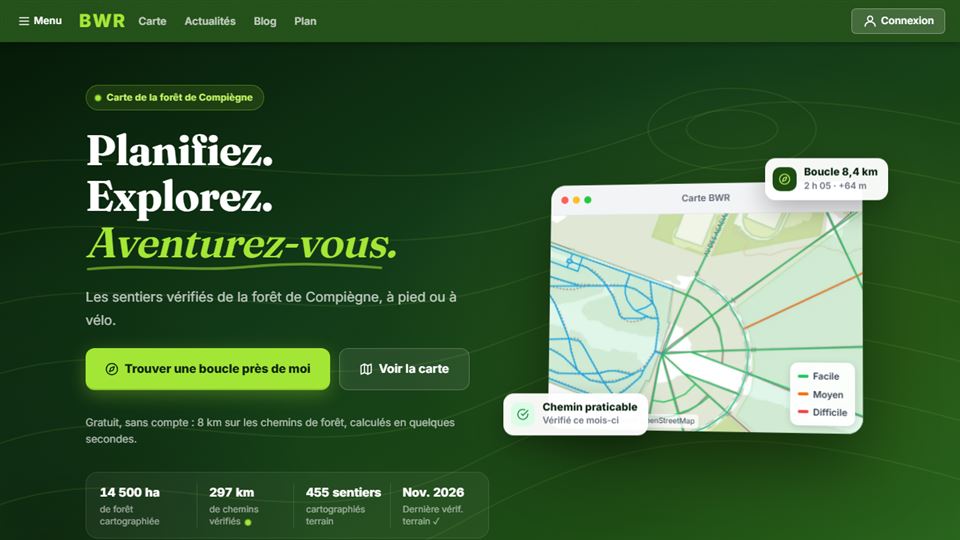 Menu
BWR
Carte
Actualités
Blog
Plan
Connexion
Carte de la forêt de Compiègne
Planifiez.
Explorez.
Aventurez-vous.
Les sentiers vérifiés de la forêt de Compiègne, à pied ou à
vélo.
Trouver une boucle près de moi
Voir la carte
Gratuit, sans compte : 8 km sur les chemins de forêt, calculés en quelques
secondes.
14 500 ha
de forêt
cartographiée
297 km
de chemins
vérifiés
455 sentiers
cartographiés
terrain
Nov. 2026
Dernière vérif.
terrain ✓
Carte BWR
Boucle 8,4 km
2 h 05 · +64 m
Facile
Moyen
Difficile
Chemin praticable
Vérifié ce mois-ci
enStreetMap